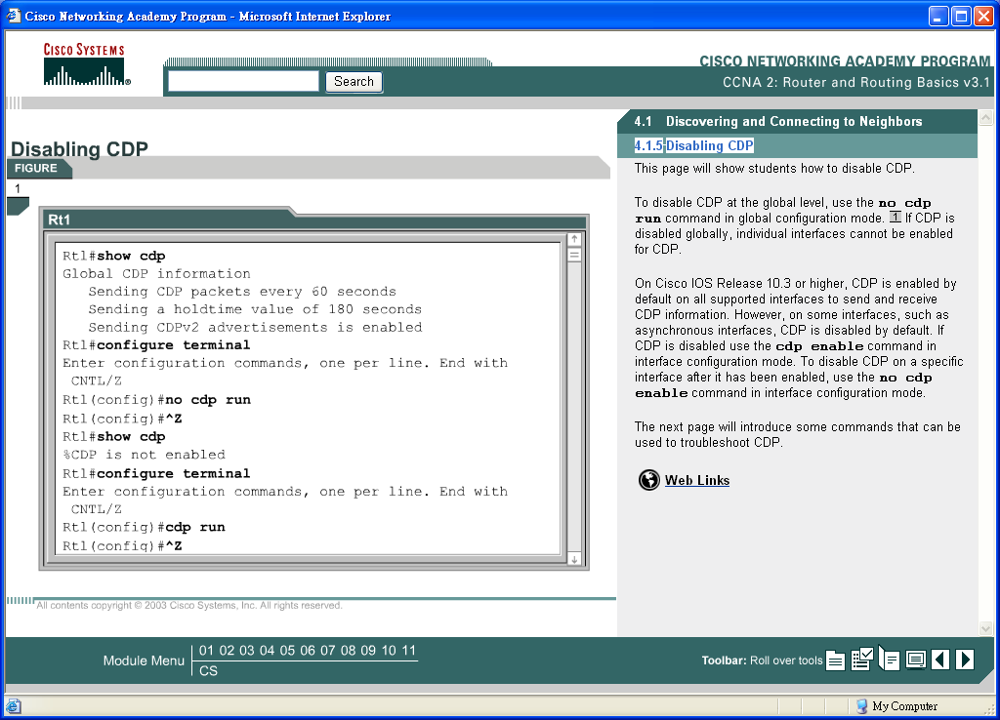 Cisco Networking Academy Program - Microsoft Internet Explorer
CISCO SYSTEMS
Search
CISCO NETWORKING ACADEMY PROGRAM
CCNA 2: Router and Routing Basics v3.1
Disabling CDP
FIGURE
1
Rt1
Rt1#show cdp
Global CDP information
Sending CDP packets every 60 seconds
Sending a holdtime value of 180 seconds
Sending CDPv2 advertisements is enabled
Rt1#configure terminal
Enter configuration commands, one per line. End with
CNTL/Z
Rt1(config)#no cdp run
Rt1(config)#^Z
Rt1#show cdp
%CDP is not enabled
Rt1#configure terminal
Enter configuration commands, one per line. End with
CNTL/Z
Rt1(config)#cdp run
Rt1(config)#^Z
4.1 Discovering and Connecting to Neighbors
4.1.5 Disabling CDP
This page will show students how to disable CDP.
To disable CDP at the global level, use the no cdp
run command in global configuration mode. 1 If CDP is
disabled globally, individual interfaces cannot be enabled
for CDP.
On Cisco IOS Release 10.3 or higher, CDP is enabled by
default on all supported interfaces to send and receive
CDP information. However, on some interfaces, such as
asynchronous interfaces, CDP is disabled by default. If
CDP is disabled use the cdp enable command in
interface configuration mode. To disable CDP on a specific
interface after it has been enabled, use the no cdp
enable command in interface configuration mode.
The next page will introduce some commands that can be
used to troubleshoot CDP.
Web Links
All contents copyright © 2003 Cisco Systems, Inc. All rights reserved.
Module Menu
01 02 03 04 05 06 07 08 09 10 11
CS
Toolbar: Roll over tools
My Computer